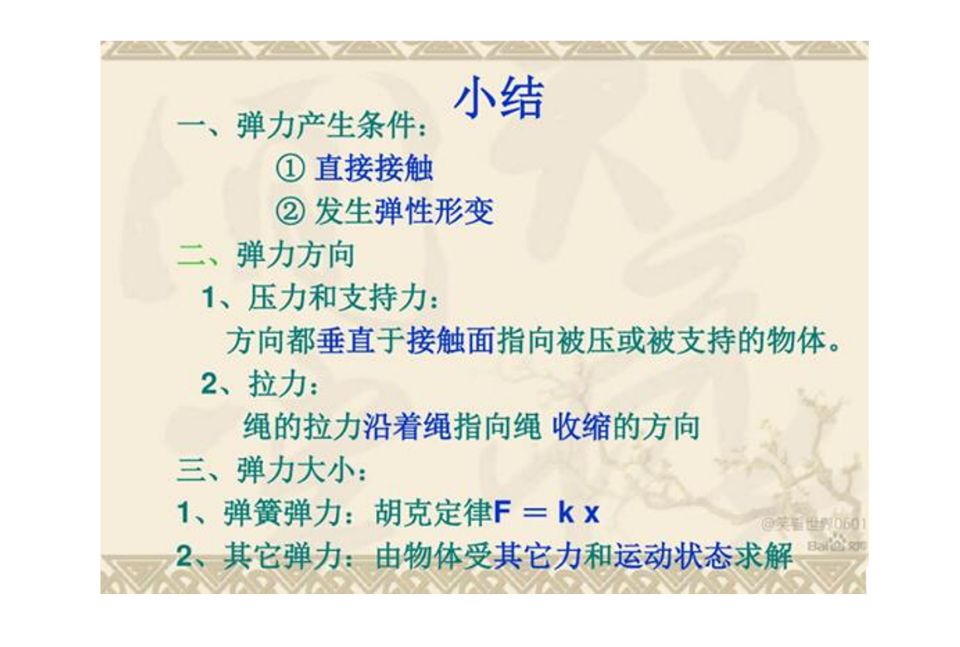 小结
一、弹力产生条件：
① 直接接触
② 发生弹性形变
二、弹力方向
1、压力和支持力：
方向都垂直于接触面指向被压或被支持的物体。
2、拉力：
绳的拉力沿着绳指向绳 收缩的方向
三、弹力大小：
1、弹簧弹力：胡克定律F = k x
2、其它弹力：由物体受其它力和运动状态求解
@笑看世界0601